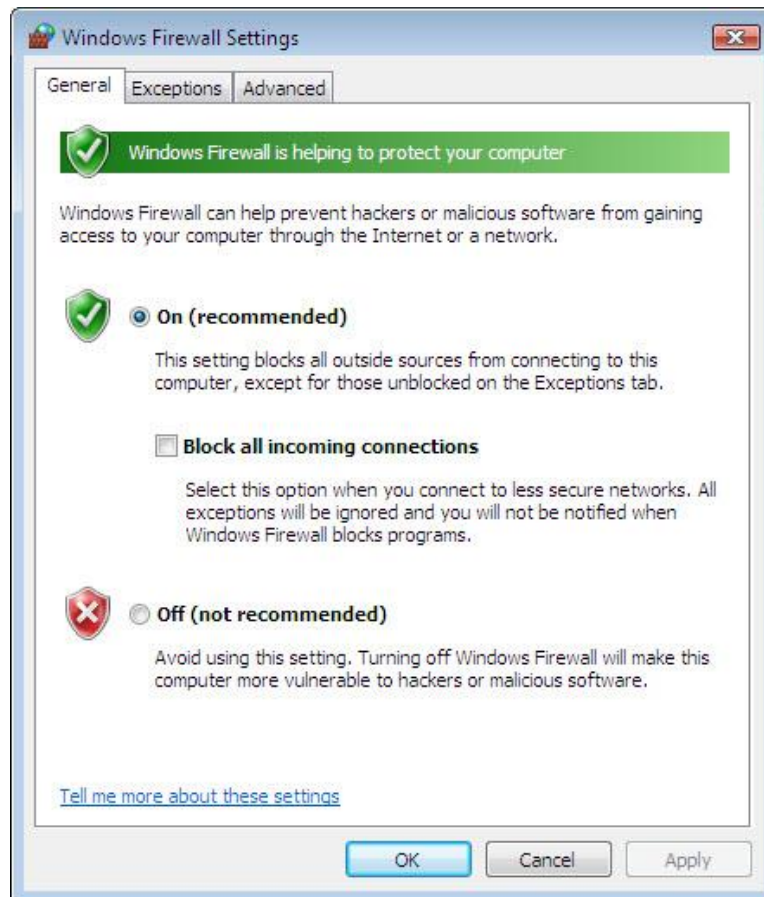 Windows Firewall Settings
General
Exceptions
Advanced
Windows Firewall is helping to protect your computer
Windows Firewall can help prevent hackers or malicious software from gaining
access to your computer through the Internet or a network.
On (recommended)
This setting blocks all outside sources from connecting to this
computer, except for those unblocked on the Exceptions tab.
Block all incoming connections
Select this option when you connect to less secure networks. All
exceptions will be ignored and you will not be notified when
Windows Firewall blocks programs.
Off (not recommended)
Avoid using this setting. Turning off Windows Firewall will make this
computer more vulnerable to hackers or malicious software.
Tell me more about these settings
OK
Cancel
Apply